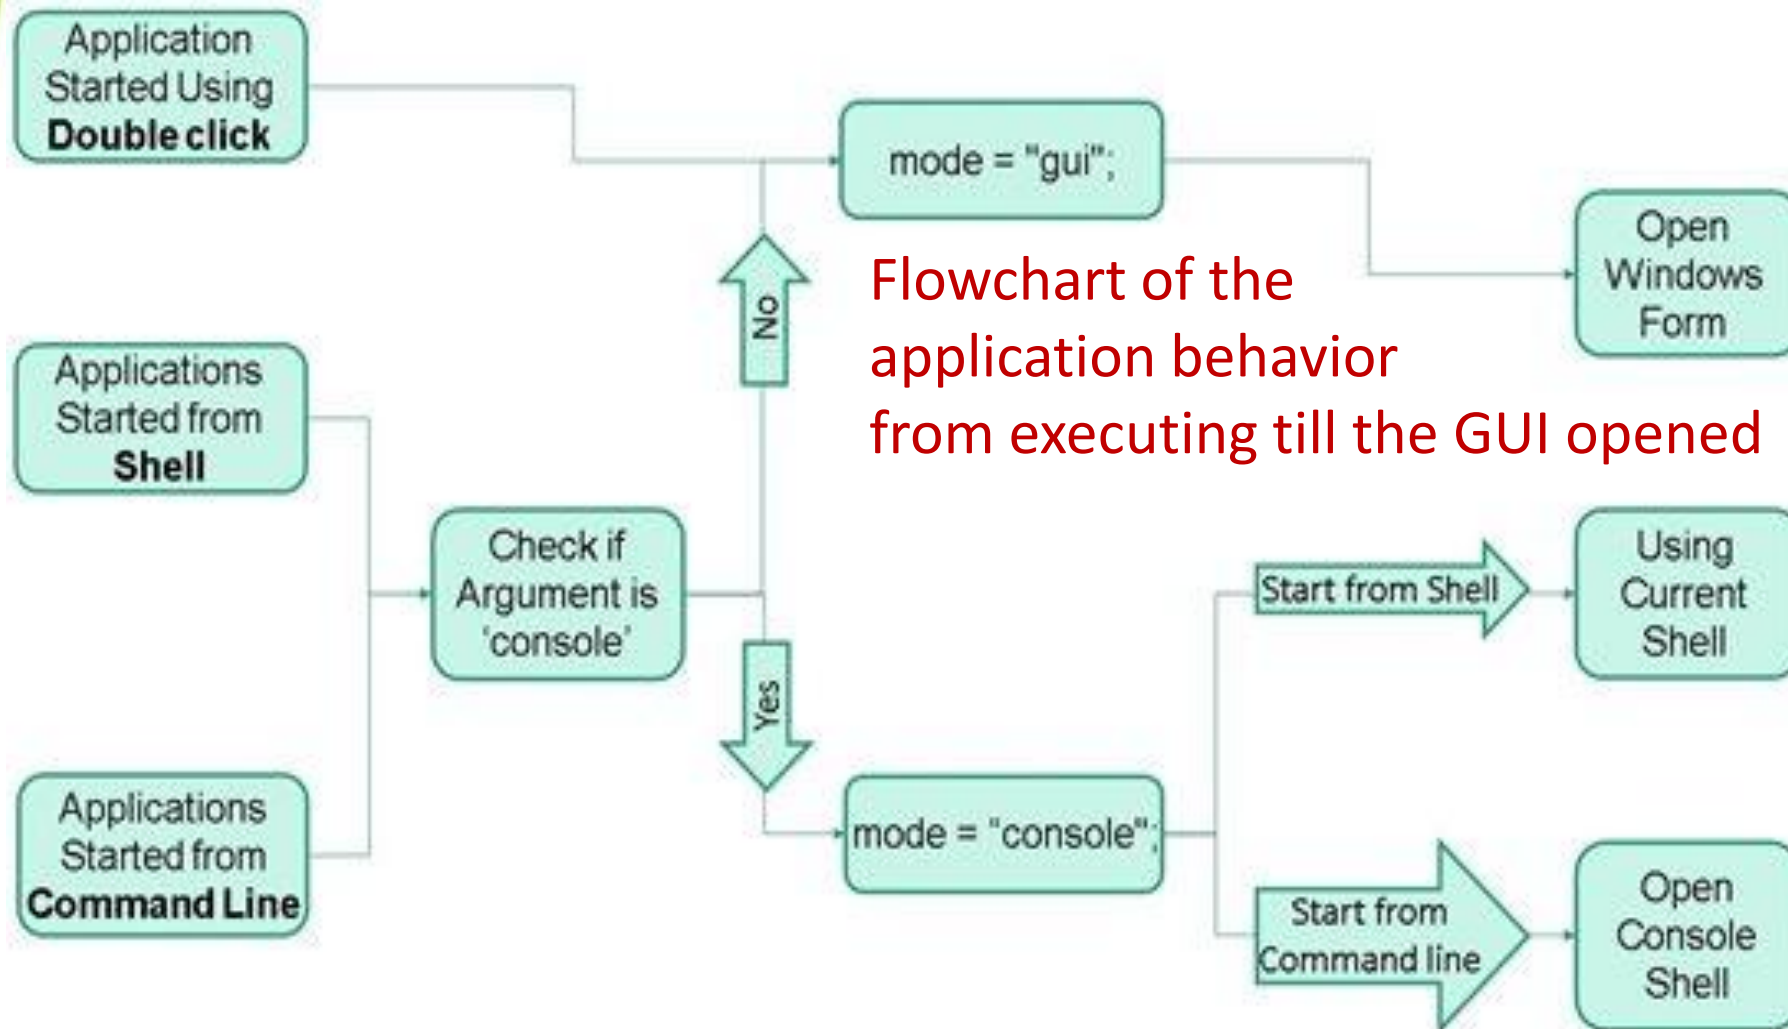 Application
Started Using
Double click
mode = "gui";
Open
Windows
Form
No
Flowchart of the
application behavior
from executing till the GUI opened
Applications
Started from
Shell
Check if
Argument is
‘console’
Start from Shell
Using
Current
Shell
Yes
mode = "console";
Applications
Started from
Command Line
Start from
Command line
Open
Console
Shell